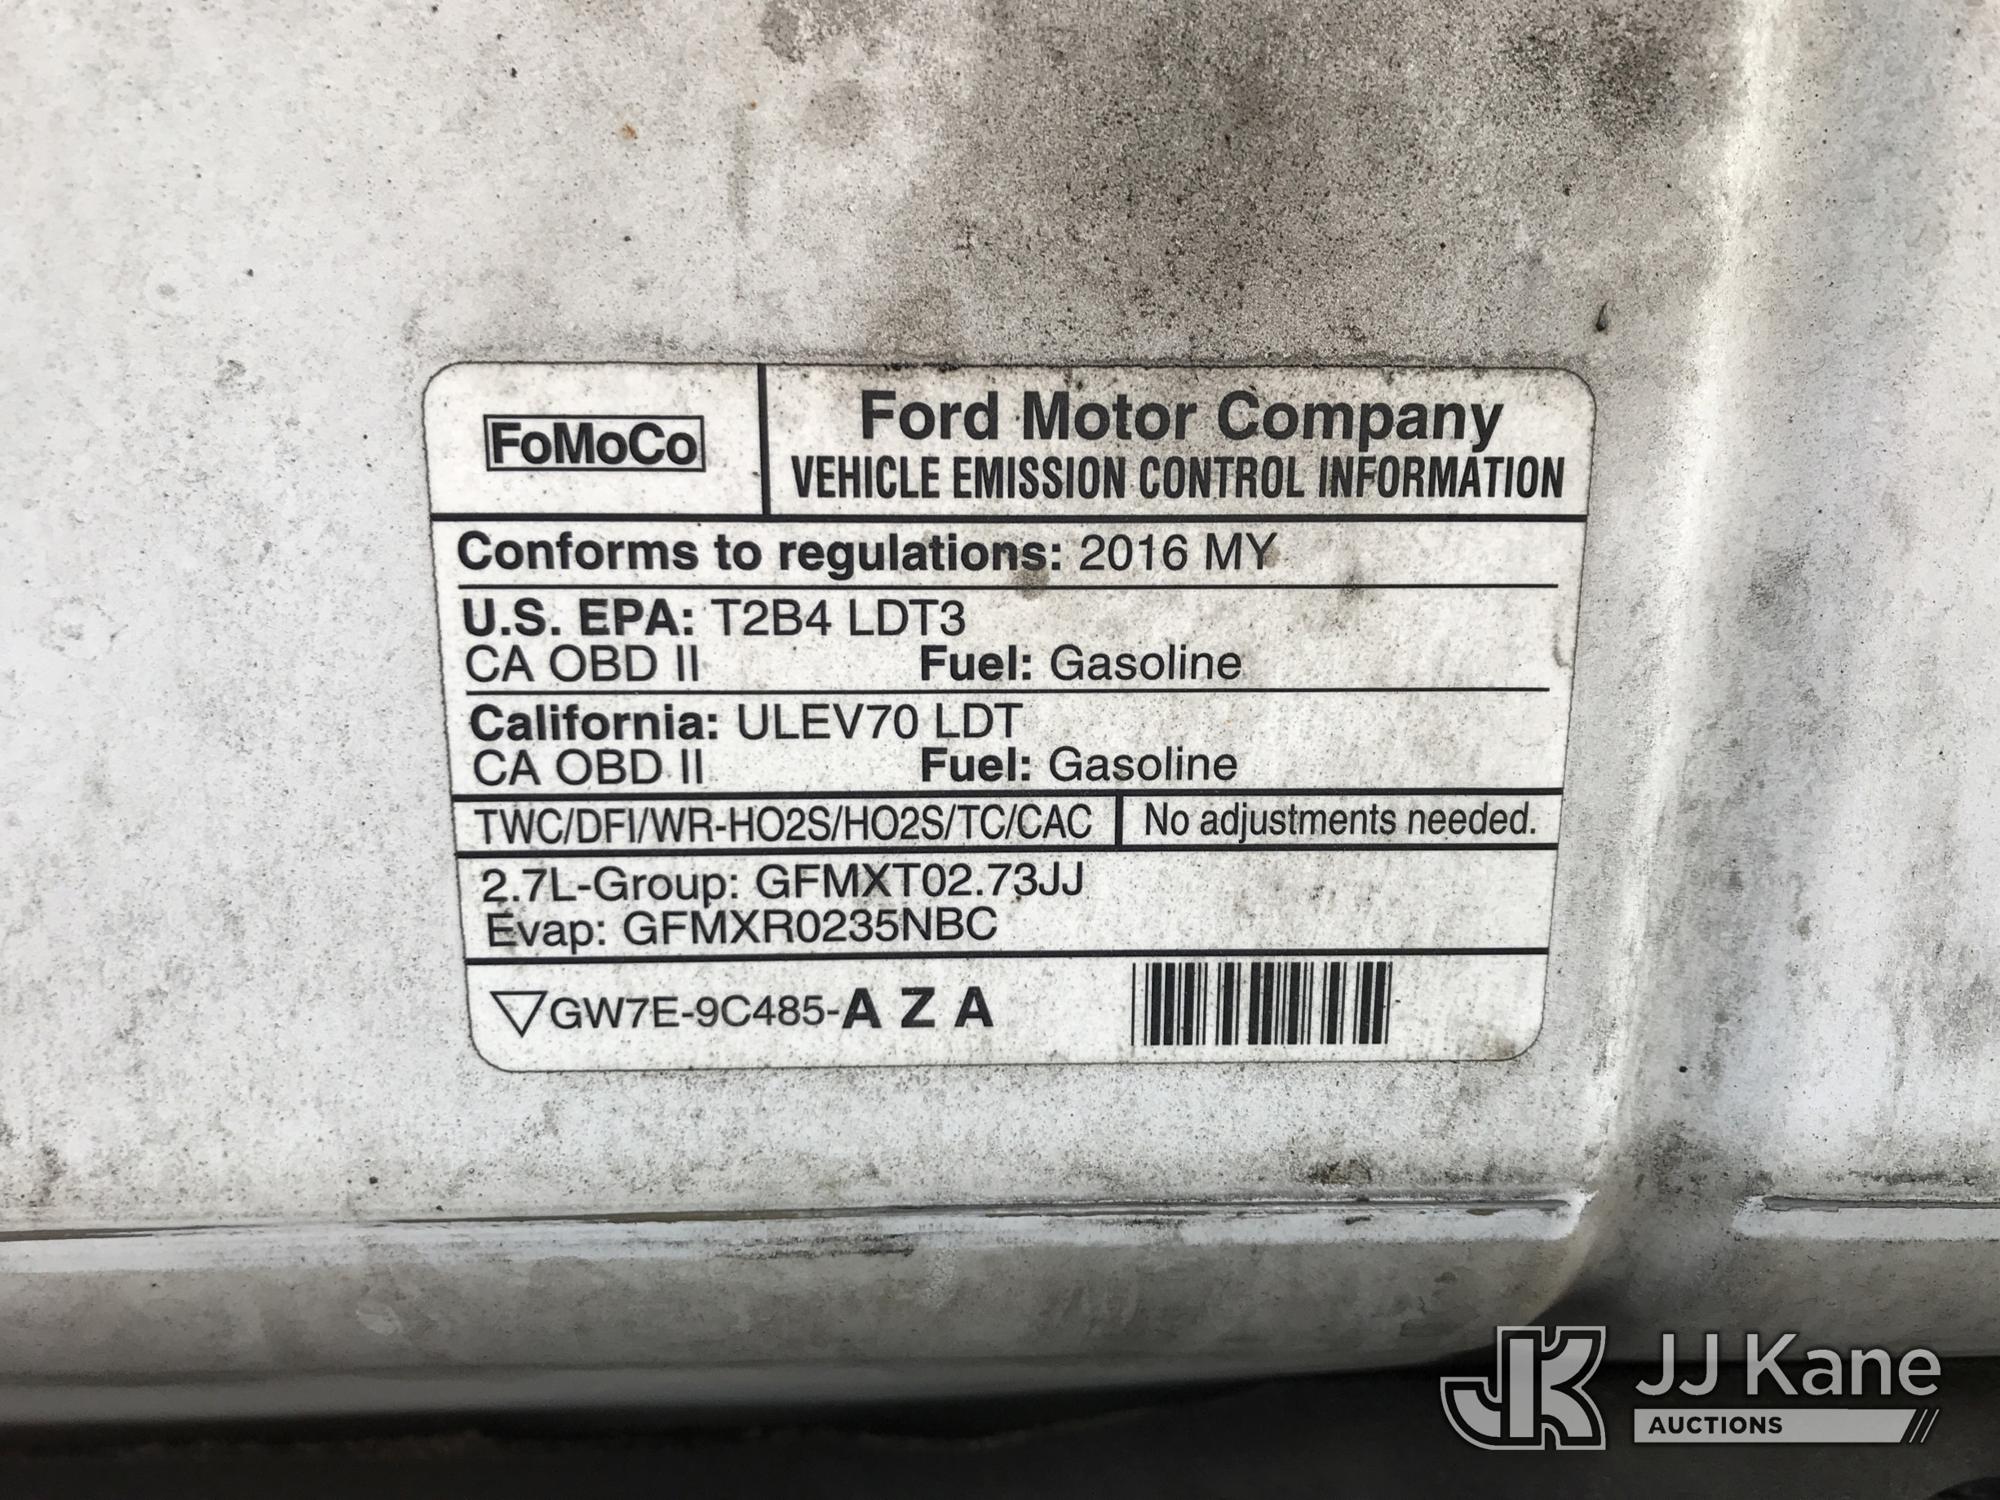 FoMoCo
Ford Motor Company
VEHICLE EMISSION CONTROL INFORMATION
Conforms to regulations: 2016 MY
U.S. EPA: T2B4 LDT3
CA OBD II Fuel: Gasoline
California: ULEV70 LDT
CA OBD II Fuel: Gasoline
TWC/DFI/WR-HO2S/HO2S/TC/CAC No adjustments needed.
2.7L-Group: GFMXT02.73JJ
Evap: GFMXR0235NBC
GW7E-9C485-A Z A
JK JJ Kane
AUCTIONS